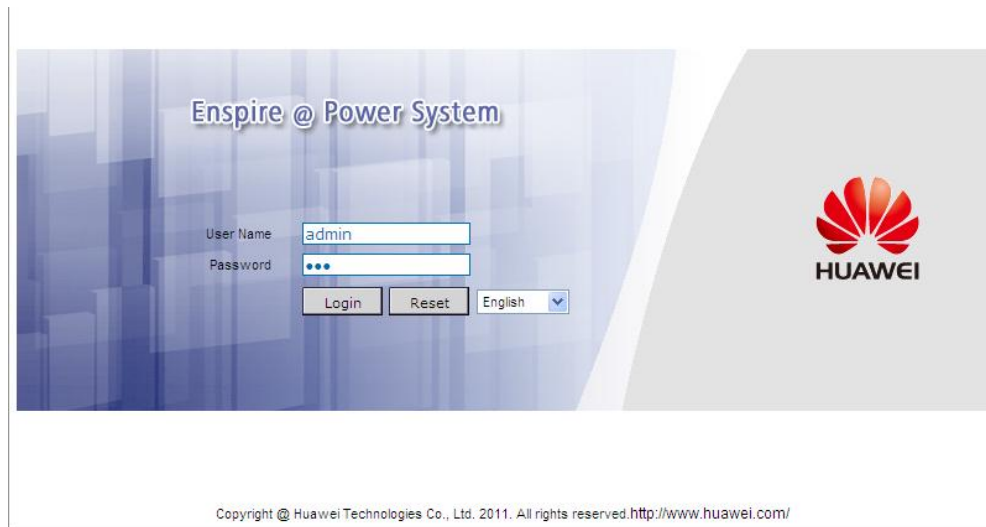 Enspire @ Power System
User Name admin
Password •••
Login Reset English
HUAWEI
Copyright @ Huawei Technologies Co., Ltd. 2011. All rights reserved.http://www.huawei.com/